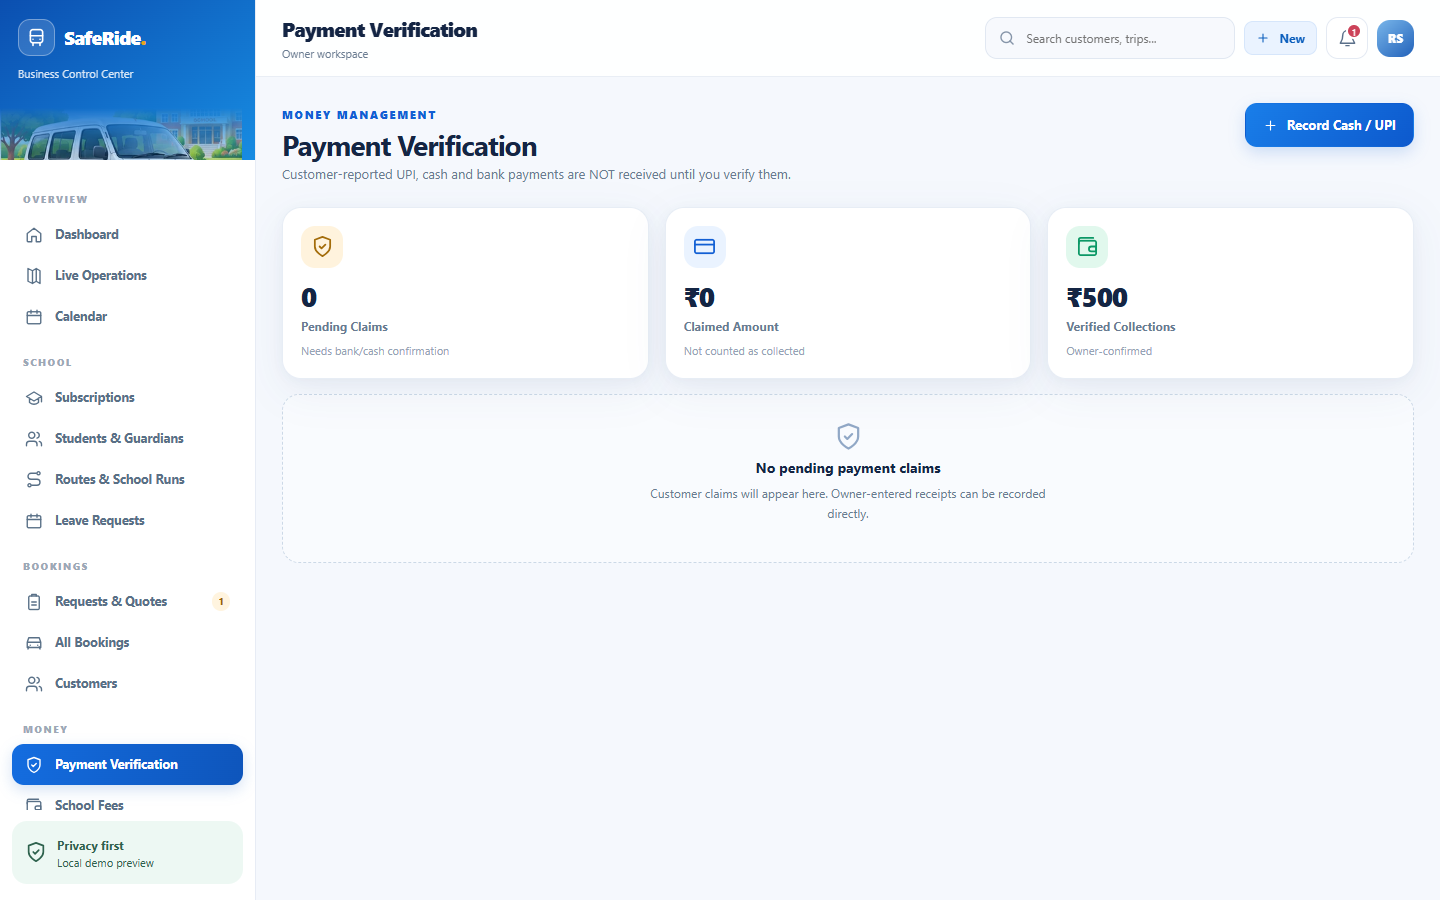 SafeRide.
Business Control Center
OVERVIEW
Dashboard
Live Operations
Calendar
SCHOOL
Subscriptions
Students & Guardians
Routes & School Runs
Leave Requests
BOOKINGS
Requests & Quotes 1
All Bookings
Customers
MONEY
Payment Verification
School Fees
Privacy first
Local demo preview
Payment Verification
Owner workspace
Search customers, trips...
New
1
RS
MONEY MANAGEMENT
Payment Verification
Customer-reported UPI, cash and bank payments are NOT received until you verify them.
Record Cash / UPI
0
Pending Claims
Needs bank/cash confirmation
₹0
Claimed Amount
Not counted as collected
₹500
Verified Collections
Owner-confirmed
No pending payment claims
Customer claims will appear here. Owner-entered receipts can be recorded
directly.